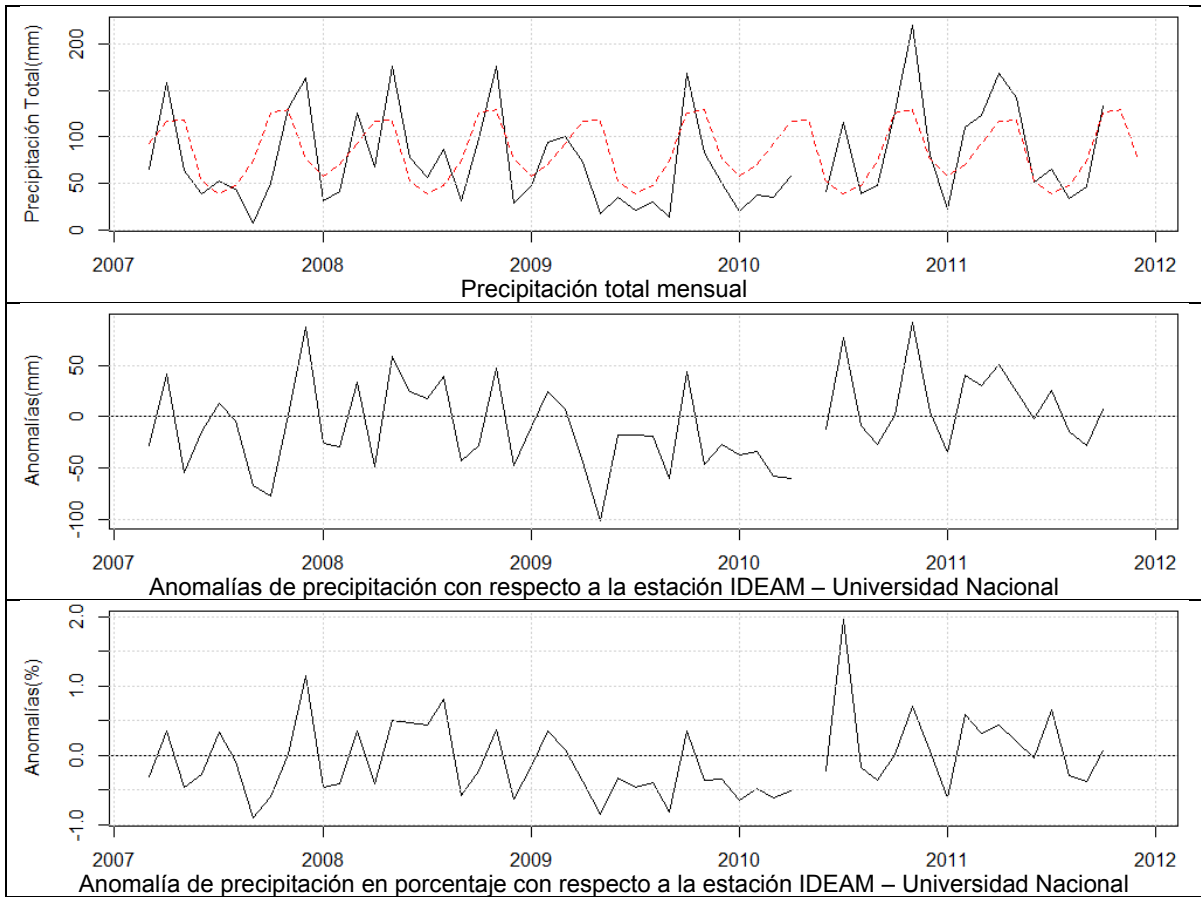 Precipitación Total(mm)
200
100
50
0
2007 2008 2009 2010 2011 2012
Precipitación total mensual
Anomalías(mm)
50
0
-50
-100
2007 2008 2009 2010 2011 2012
Anomalías de precipitación con respecto a la estación IDEAM – Universidad Nacional
Anomalías(%)
2.0
1.0
0.0
-1.0
2007 2008 2009 2010 2011 2012
Anomalía de precipitación en porcentaje con respecto a la estación IDEAM – Universidad Nacional